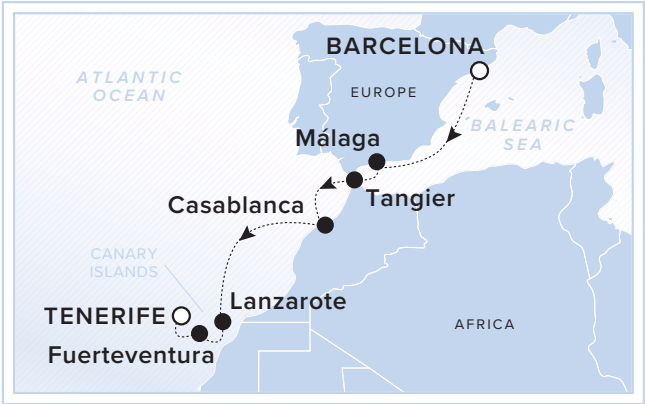 BARCELONA
ATLANTIC
OCEAN
EUROPE
BALEARIC
SEA
Málaga
Tangier
Casablanca
CANARY
ISLANDS
Lanzarote
TENERIFE
AFRICA
Fuerteventura